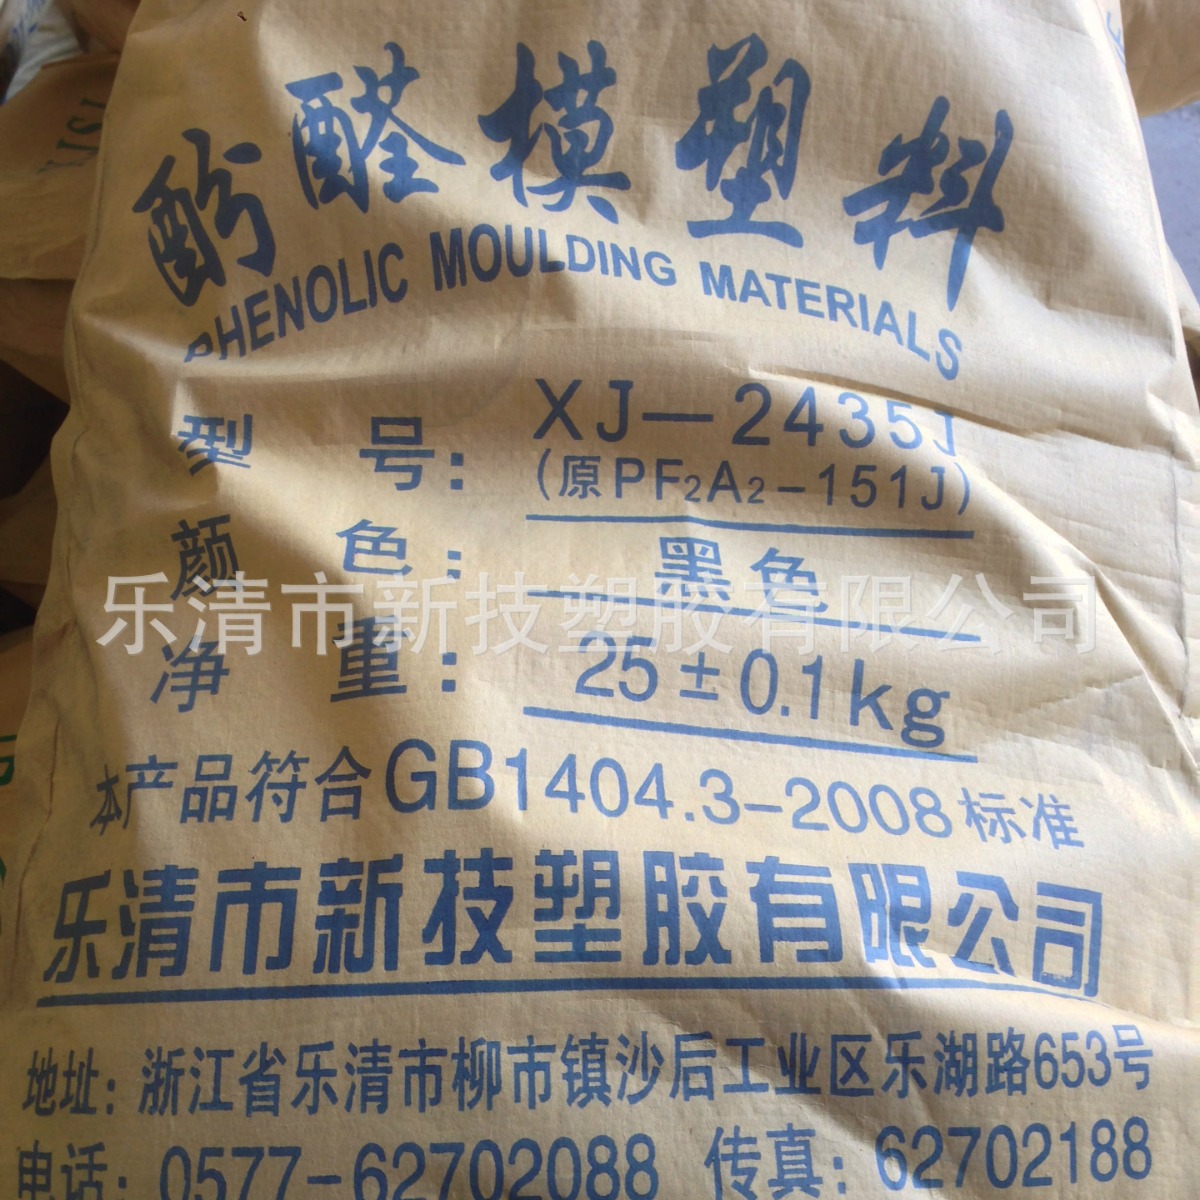 酚醛模塑料
PHENOLIC MOULDING MATERIALS
型号: XJ-2435J
(原PF2A2-151J)
颜色: 黑色
乐清市新技塑胶有限公司
净重: 25±0.1kg
本产品符合GB1404.3-2008标准
乐清市新技塑胶有限公司
地址: 浙江省乐清市柳市镇沙后工业区乐湖路653号
电话: 0577-62702088 传真: 62702188